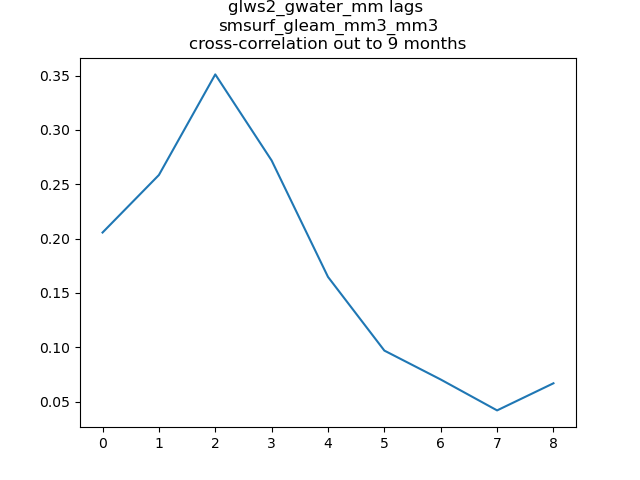 glws2_gwater_mm lags
smsurf_gleam_mm3_mm3
cross-correlation out to 9 months
0.35
0.30
0.25
0.20
0.15
0.10
0.05
0 1 2 3 4 5 6 7 8